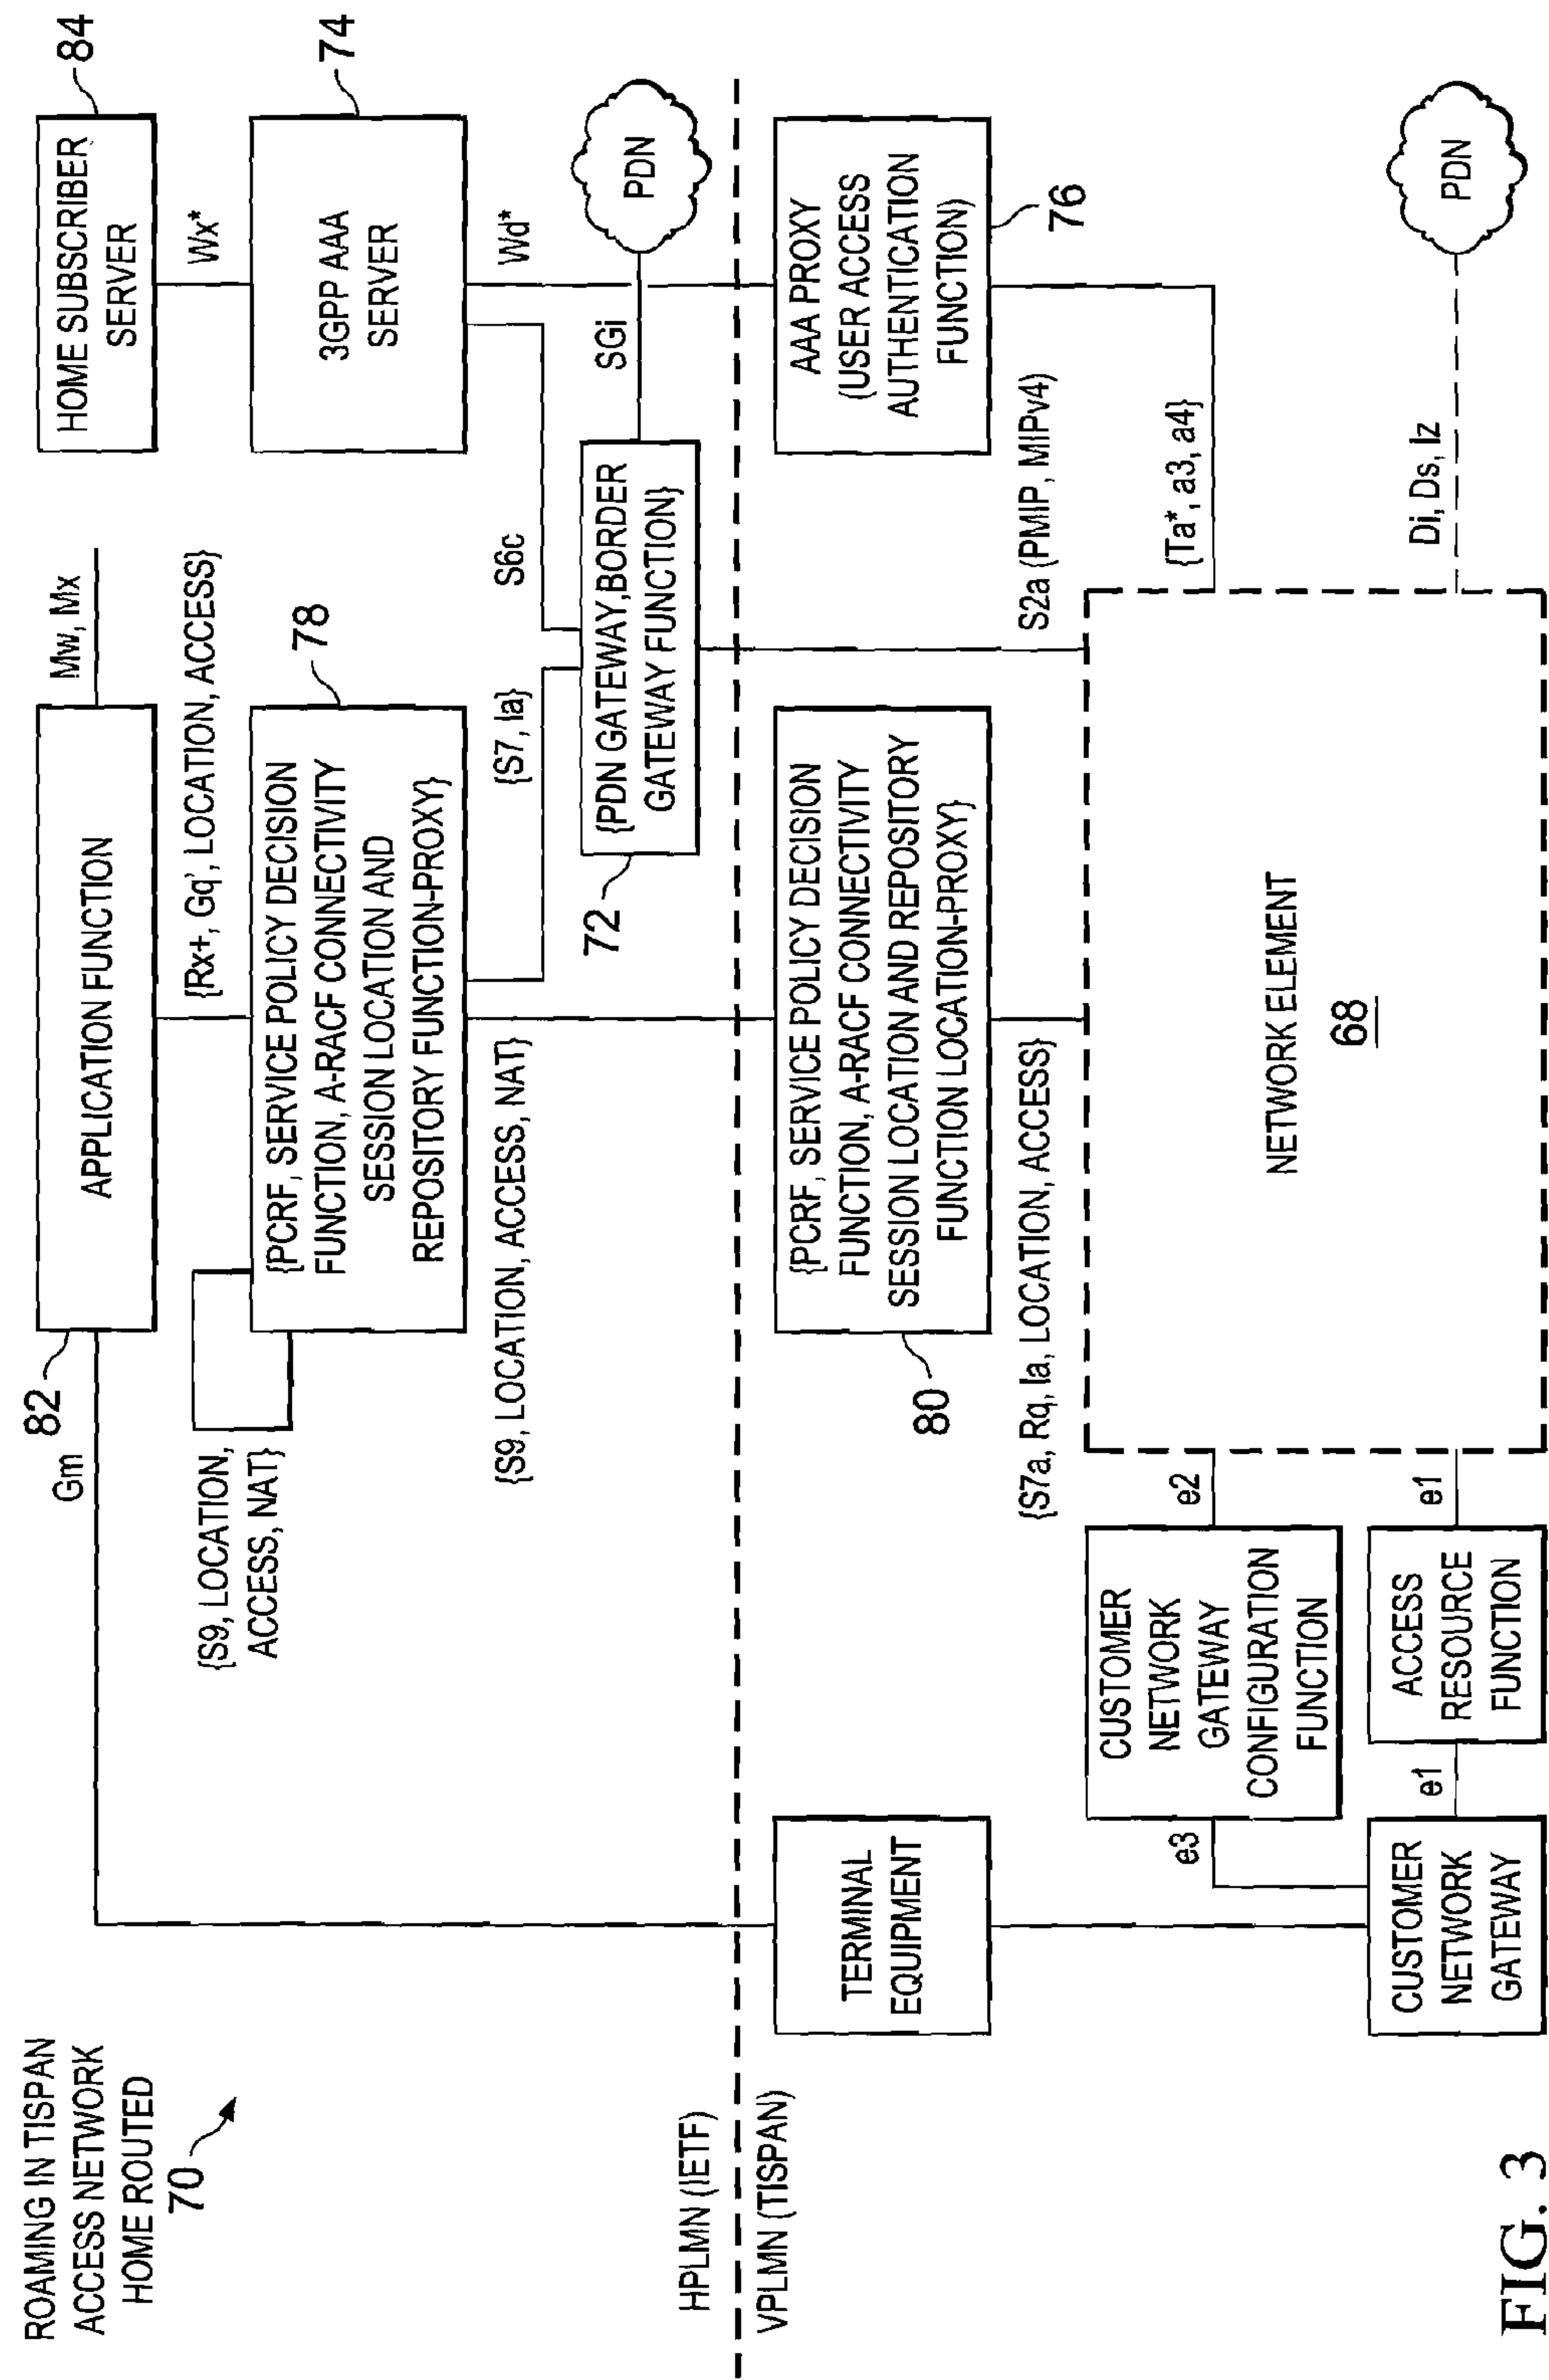 ROAMING IN TISPAN
ACCESS NETWORK
HOME ROUTED
70
Gm
82
APPLICATION FUNCTION
Mw, Mx
HOME SUBSCRIBER
SERVER
84
{S9, LOCATION,
ACCESS, NAT}
{Rx+, Gq', LOCATION, ACCESS}
Wx*
{PCRF, SERVICE POLICY DECISION
FUNCTION, A-RACF CONNECTIVITY
SESSION LOCATION AND
REPOSITORY FUNCTION-PROXY}
78
3GPP AAA
SERVER
74
{S9, LOCATION, ACCESS, NAT}
{S7, Ia}
S6c
Wd*
72
{PDN GATEWAY,BORDER
GATEWAY FUNCTION}
SGi
PDN
HPLMN (IETF)
VPLMN (TISPAN)
TERMINAL
EQUIPMENT
80
{PCRF, SERVICE POLICY DECISION
FUNCTION, A-RACF CONNECTIVITY
SESSION LOCATION AND REPOSITORY
FUNCTION LOCATION-PROXY}
AAA PROXY
(USER ACCESS
AUTHENTICATION
FUNCTION)
76
{S7a, Rq, Ia, LOCATION, ACCESS}
S2a (PMIP, MIPv4)
e3
CUSTOMER
NETWORK
GATEWAY
CONFIGURATION
FUNCTION
e2
{Ta*, a3, a4}
NETWORK ELEMENT
68
CUSTOMER
NETWORK
GATEWAY
e1
ACCESS
RESOURCE
FUNCTION
e1
Di, Ds, Iz
PDN
FIG. 3